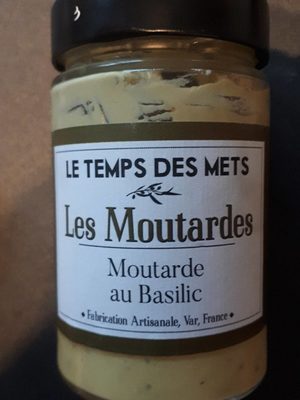 LE TEMPS DES METS
Les Moutardes
Moutarde
au Basilic
• Fabrication Artisanale, Var, France •